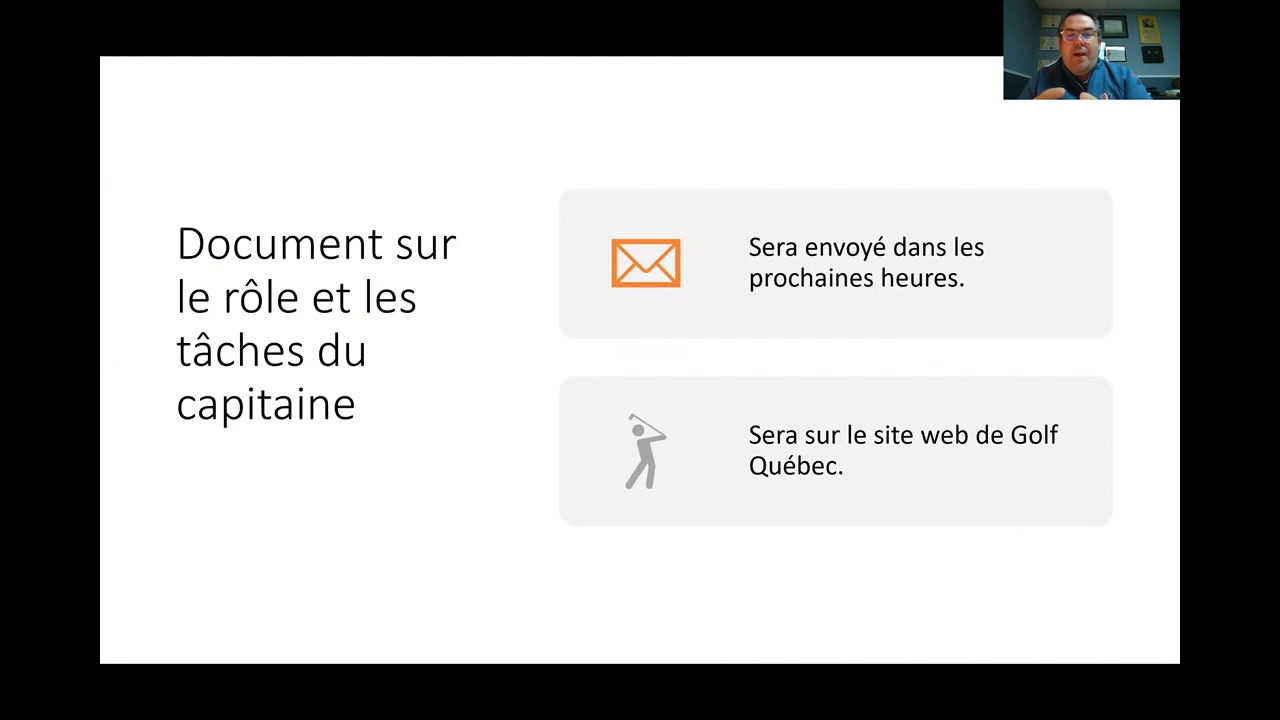 Document sur
le rôle et les
tâches du
capitaine
Sera envoyé dans les
prochaines heures.
Sera sur le site web de Golf
Québec.